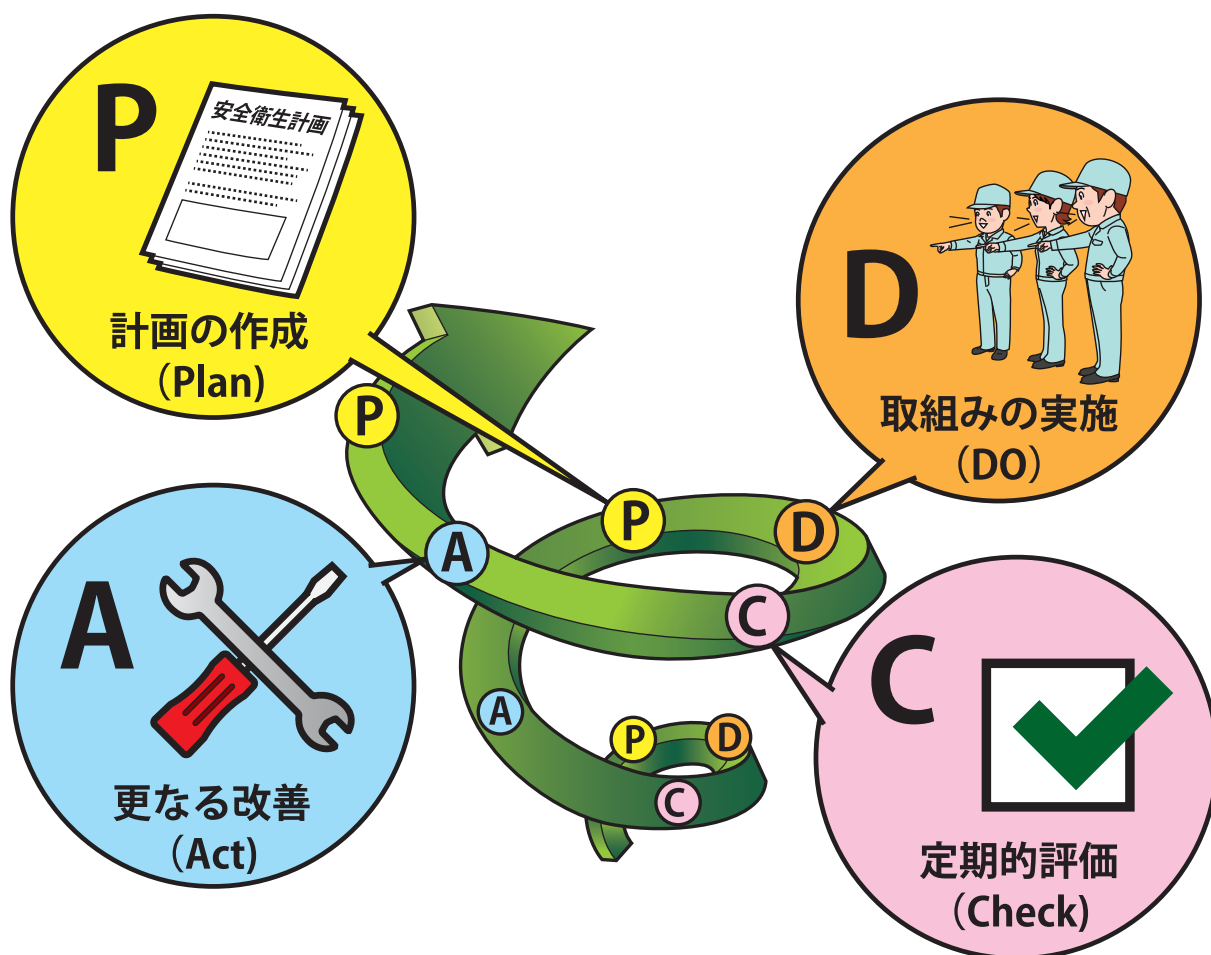 P
安全衛生計画
計画の作成
（Plan)
D
取組みの実施
（DO）
P
P
D
A
C
A
更なる改善
（Act)
C
定期的評価
（Check)
A
P
D
C